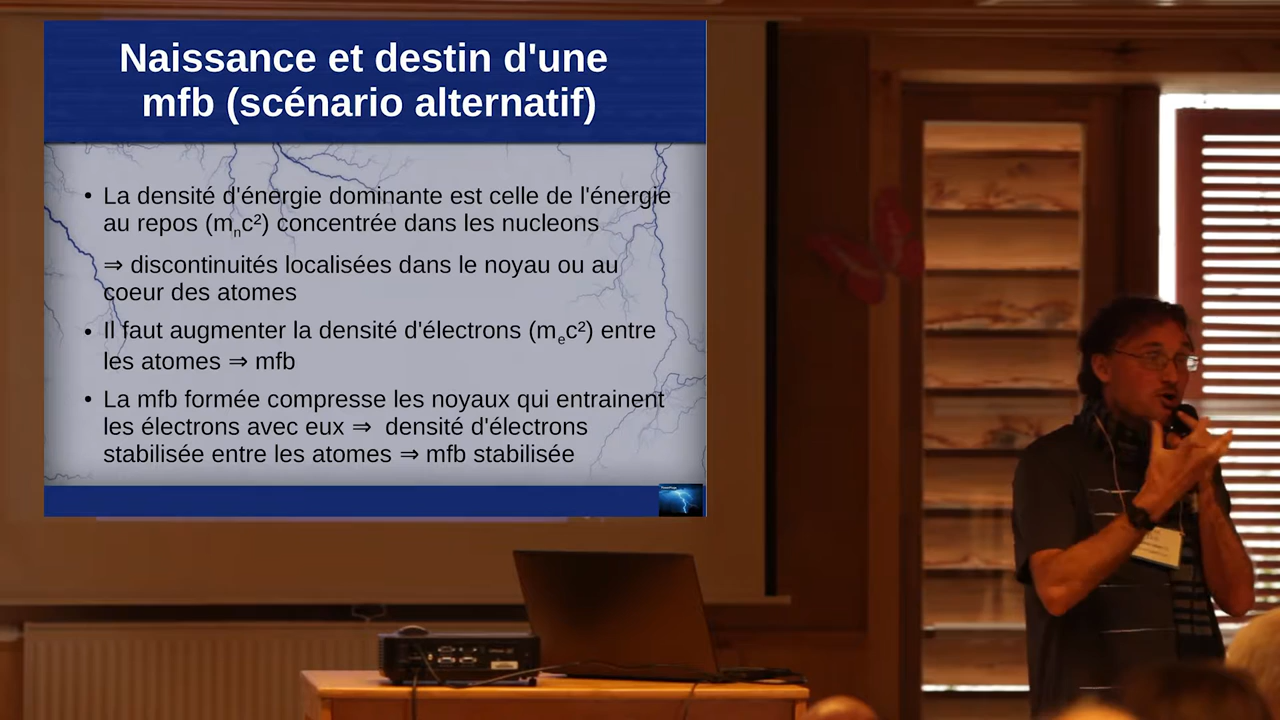 Naissance et destin d'une
mfb (scénario alternatif)
• La densité d'énergie dominante est celle de l'énergie
au repos (mₙc²) concentrée dans les nucleons
⇒ discontinuités localisées dans le noyau ou au
coeur des atomes
• Il faut augmenter la densité d'électrons (mₑc²) entre
les atomes ⇒ mfb
• La mfb formée compresse les noyaux qui entrainent
les électrons avec eux ⇒ densité d'électrons
stabilisée entre les atomes ⇒ mfb stabilisée